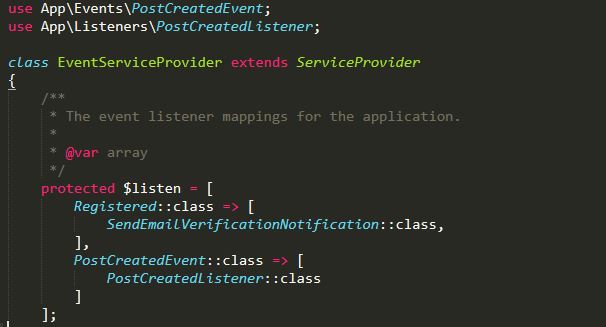 use App\Events\PostCreatedEvent;
use App\Listeners\PostCreatedListener;
class EventServiceProvider extends ServiceProvider
{
/**
* The event listener mappings for the application.
*
* @var array
*/
protected $listen = [
Registered::class => [
SendEmailVerificationNotification::class,
],
PostCreatedEvent::class => [
PostCreatedListener::class
]
];